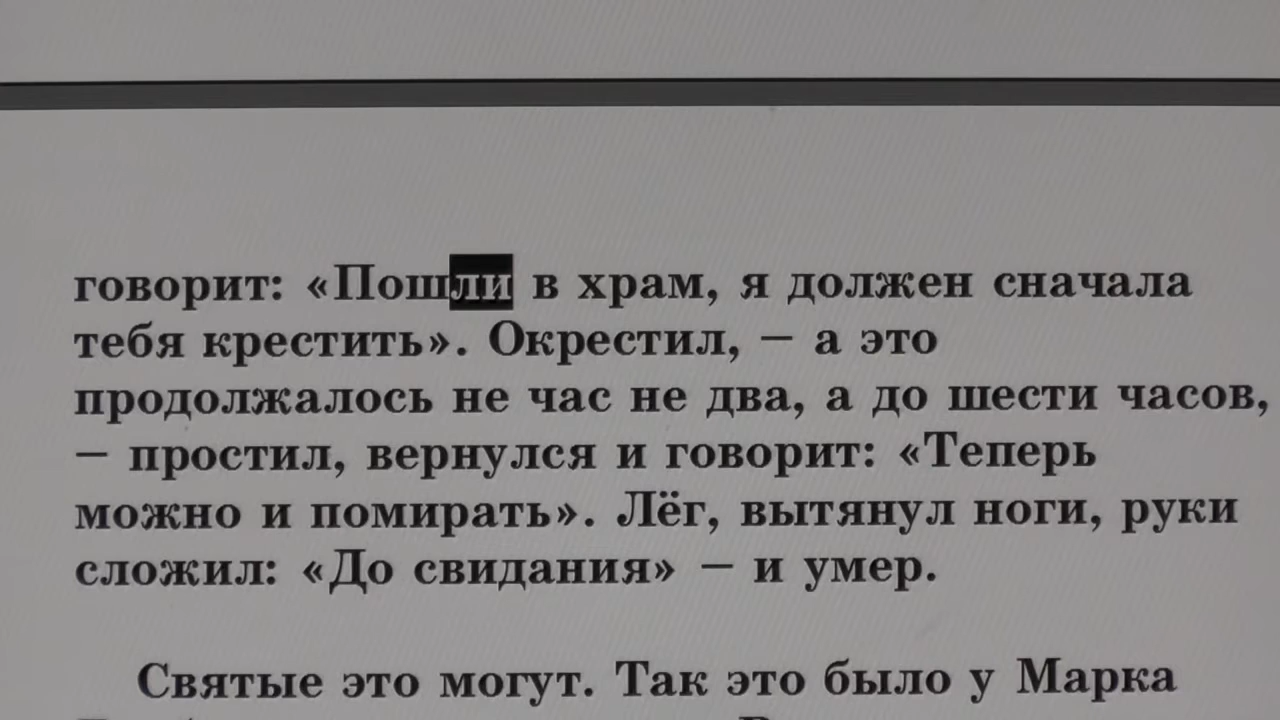 говорит: «Пошли в храм, я должен сначала
тебя крестить». Окрестил, — а это
продолжалось не час не два, а до шести часов,
— простил, вернулся и говорит: «Теперь
можно и помирать». Лёг, вытянул ноги, руки
сложил: «До свидания» — и умер.
Святые это могут. Так это было у Марка